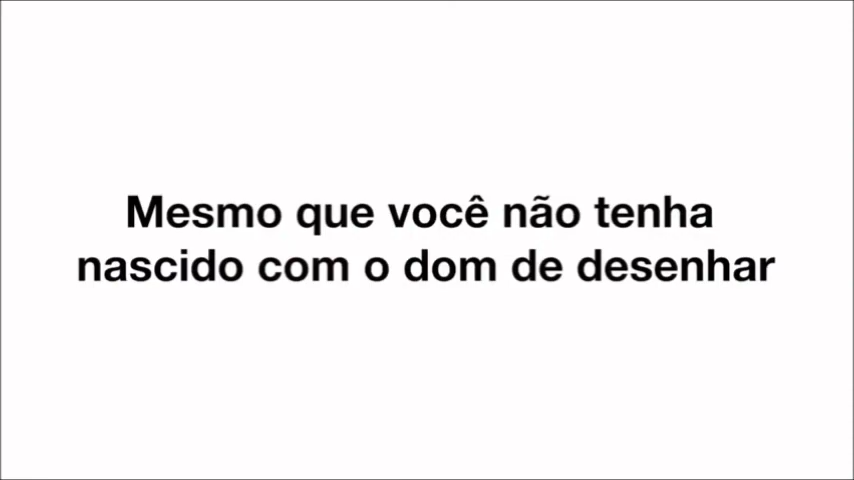 Mesmo que você não tenha
nascido com o dom de desenhar